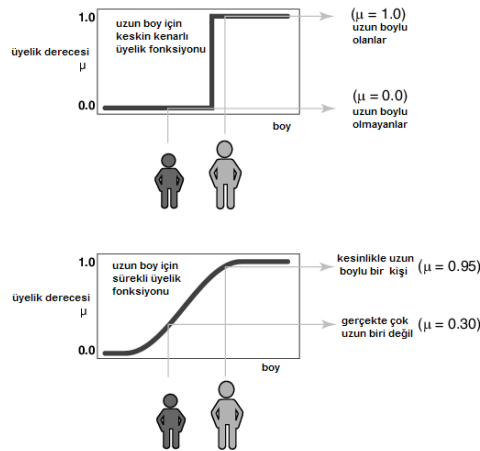 1.0
uzun boy için
keskin kenarlı
üyelik fonksiyonu
üyelik derecesi
μ
0.0
boy
(μ = 1.0)
uzun boylu
olanlar
(μ = 0.0)
uzun boylu
olmayanlar
1.0
uzun boy için
sürekli üyelik
fonksiyonu
üyelik derecesi
μ
0.0
boy
kesinlikle uzun
boylu bir kişi
(μ = 0.95)
gerçekte çok
uzun biri değil
(μ = 0.30)